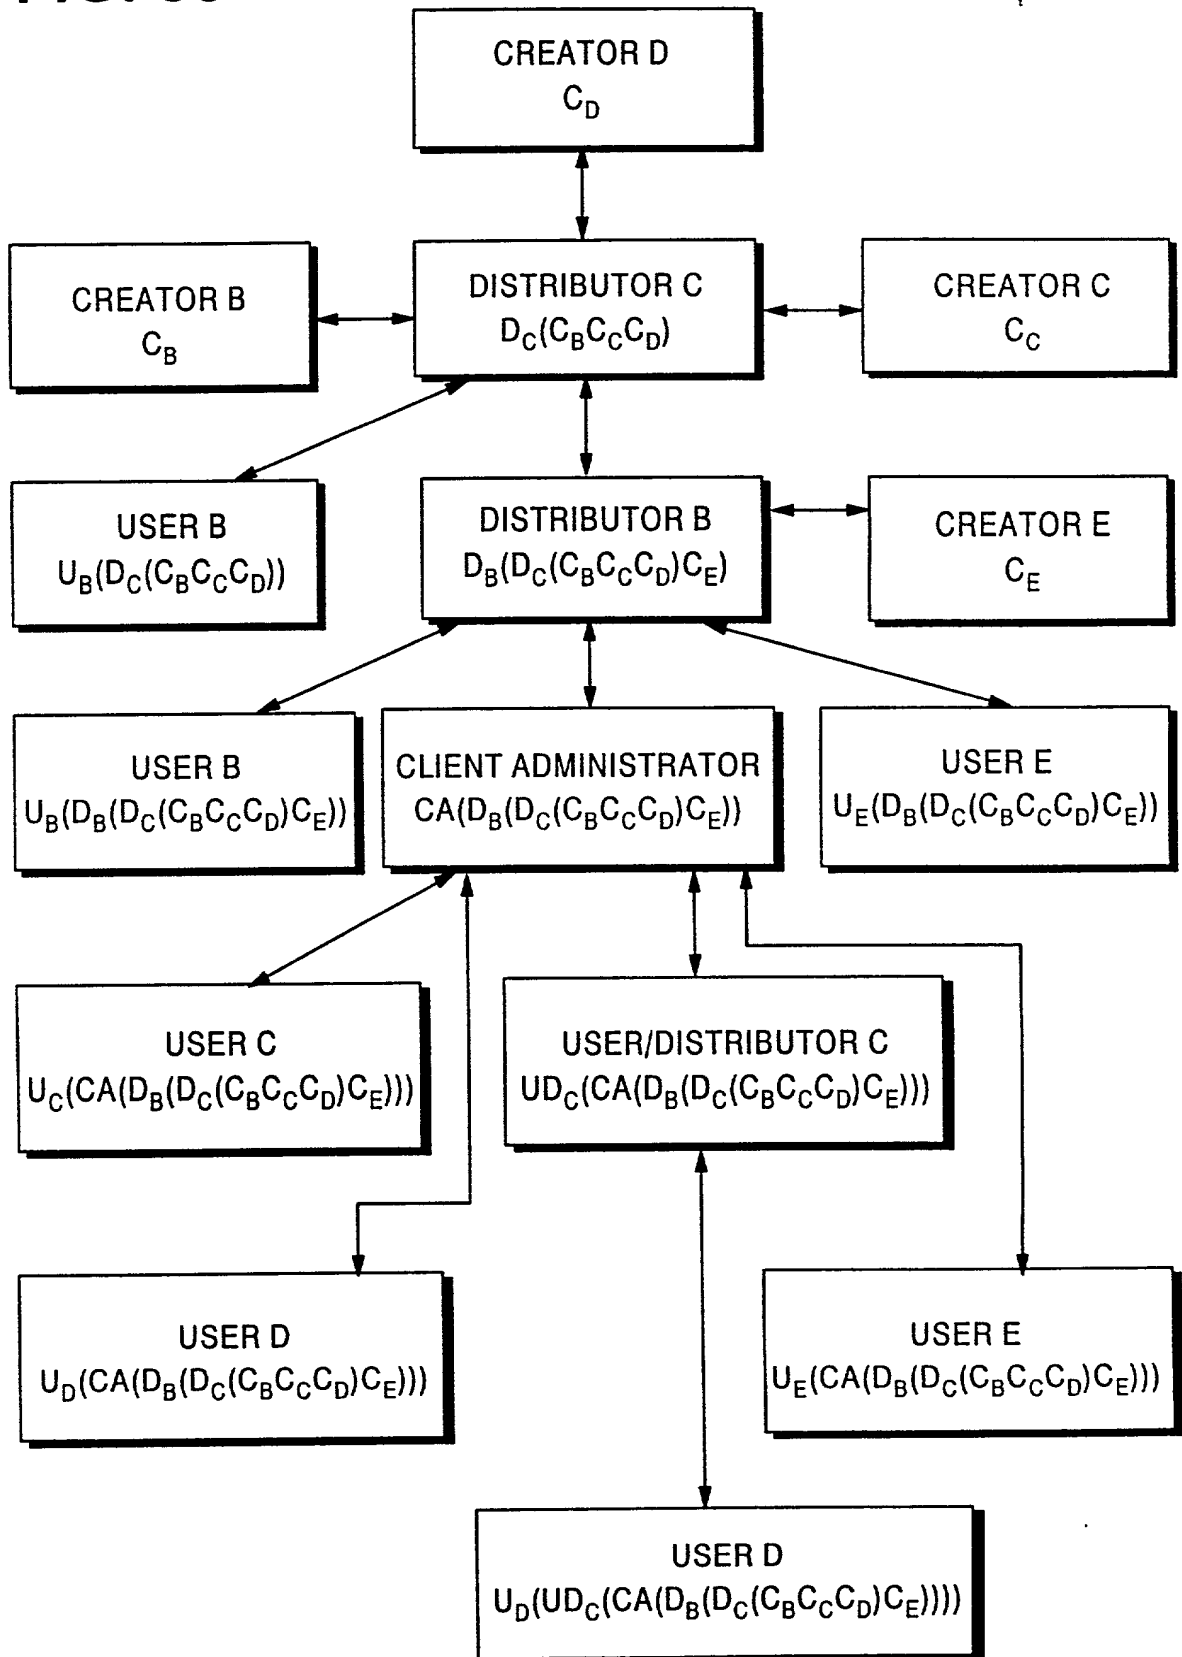 CREATOR D
C_D
CREATOR B
C_B
DISTRIBUTOR C
D_C(C_BC_CC_D)
CREATOR C
C_C
USER B
U_B(D_C(C_BC_CC_D))
DISTRIBUTOR B
D_B(D_C(C_BC_CC_D)C_E)
CREATOR E
C_E
USER B
U_B(D_B(D_C(C_BC_CC_D)C_E))
CLIENT ADMINISTRATOR
CA(D_B(D_C(C_BC_CC_D)C_E))
USER E
U_E(D_B(D_C(C_BC_CC_D)C_E))
USER C
U_C(CA(D_B(D_C(C_BC_CC_D)C_E)))
USER/DISTRIBUTOR C
UD_C(CA(D_B(D_C(C_BC_CC_D)C_E)))
USER D
U_D(CA(D_B(D_C(C_BC_CC_D)C_E)))
USER E
U_E(CA(D_B(D_C(C_BC_CC_D)C_E)))
USER D
U_D(UD_C(CA(D_B(D_C(C_BC_CC_D)C_E))))